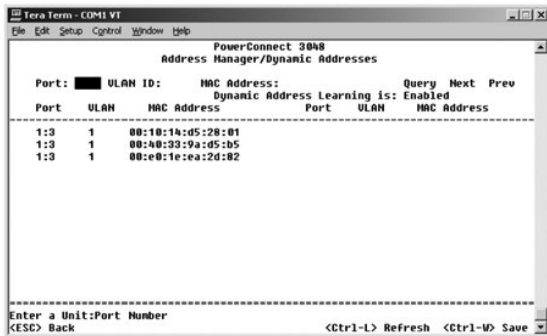 Tera Term - COM1 VT
File Edit Setup Control Window Help
PowerConnect 3048
Address Manager/Dynamic Addresses
Port: VLAN ID: MAC Address: Query Next Prev
Dynamic Address Learning is: Enabled
Port VLAN MAC Address Port VLAN MAC Address
1:3 1 00:10:14:d5:28:01
1:3 1 00:40:33:9a:d5:b5
1:3 1 00:e0:1e:ea:2d:82
Enter a Unit:Port Number
<ESC> Back <Ctrl-L> Refresh <Ctrl-W> Save